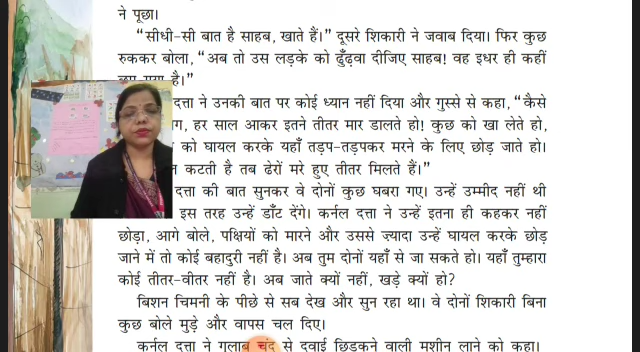 ने पूछा।
“सीधी-सी बात है साहब, खाते हैं।” दूसरे शिकारी ने जवाब दिया। फिर कुछ
रुककर बोला, “अब तो उस लड़के को ढुँढ़वा दीजिए साहब! वह इधर ही कहीं
है।”
दत्ता ने उनकी बात पर कोई ध्यान नहीं दिया और गुस्से से कहा, “कैसे
हर साल आकर इतने तीतर मार डालते हो! कुछ को खा लेते हो,
को घायल करके यहाँ तड़प-तड़पकर मरने के लिए छोड़ जाते हो।
कटती है तब ढेरों मरे हुए तीतर मिलते हैं।”
दत्ता की बात सुनकर वे दोनों कुछ घबरा गए। उन्हें उम्मीद नहीं थी
इस तरह उन्हें डाँट देंगे। कर्नल दत्ता ने उन्हें इतना ही कहकर नहीं
छोड़ा, आगे बोले, पक्षियों को मारने और उससे ज़्यादा उन्हें घायल करके छोड़
जाने में तो कोई बहादुरी नहीं है। अब तुम दोनों यहाँ से जा सकते हो। यहाँ तुम्हारा
कोई तीतर-वीतर नहीं है। अब जाते क्यों नहीं, खड़े क्यों हो?
बिशन चिमनी के पीछे से सब देख और सुन रहा था। वे दोनों शिकारी बिना
कुछ बोले मुड़े और वापस चल दिए।
कर्नल दत्ता ने गुलाब चंद से दवाई छिड़कने वाली मशीन लाने को कहा।